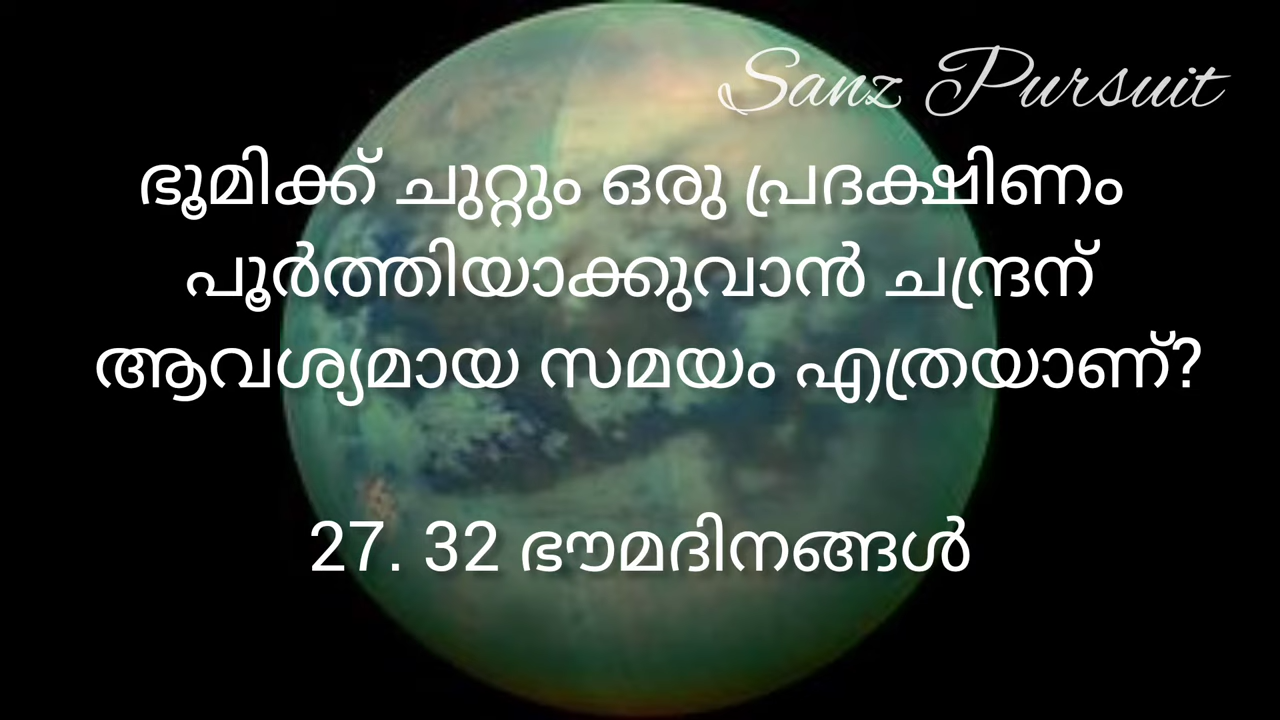 Sanz Pursuit
ഭൂമിക്ക് ചുറ്റും ഒരു പ്രദക്ഷിണം
പൂർത്തിയാക്കുവാൻ ചന്ദ്രന്
ആവശ്യമായ സമയം എത്രയാണ്?
27. 32 ഭൗമദിനങ്ങൾ